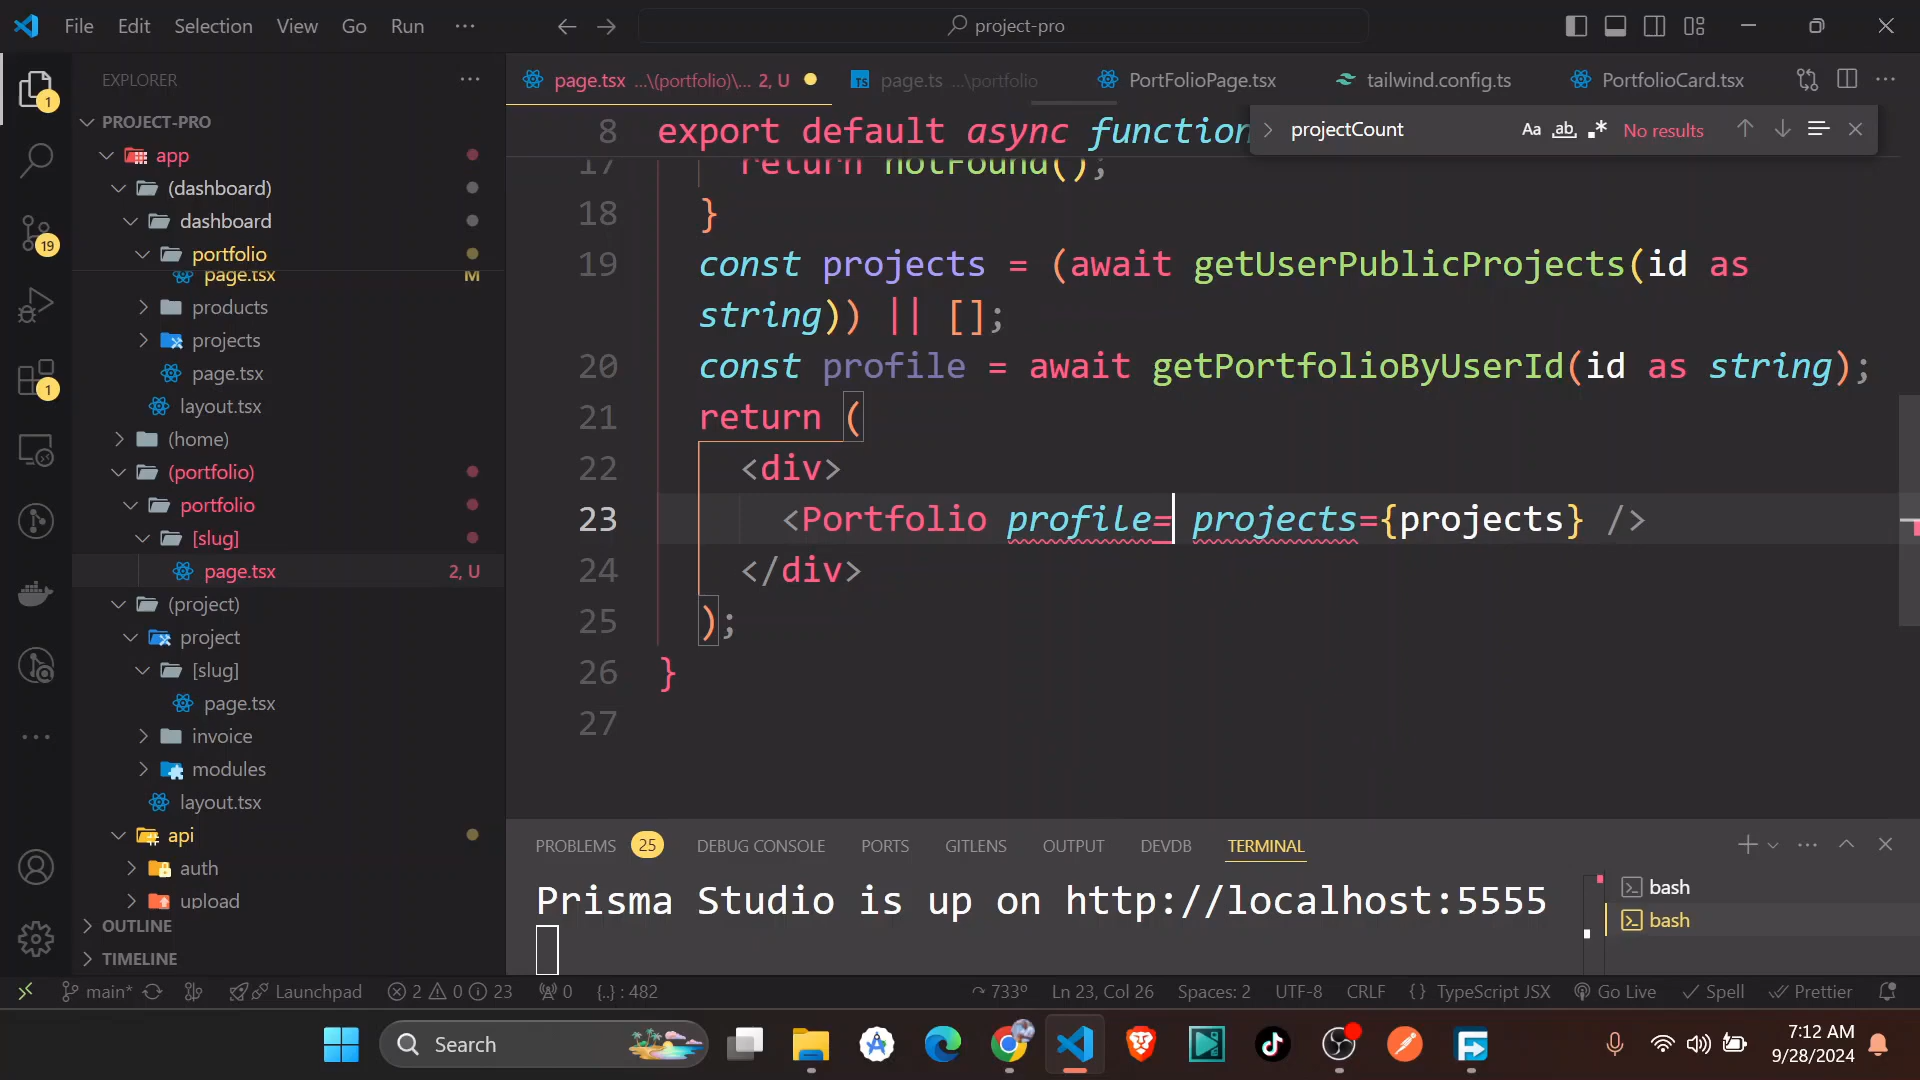 File Edit Selection View Go Run ···
project-pro
EXPLORER
PROJECT-PRO
app
(dashboard)
dashboard
portfolio
page.tsx M
products
projects
page.tsx
layout.tsx
(home)
(portfolio)
portfolio
[slug]
page.tsx 2, U
(project)
project
[slug]
page.tsx
invoice
modules
layout.tsx
api
auth
upload
OUTLINE
TIMELINE
1
19
1
page.tsx ...\(portfolio)\... 2, U
page.ts ...\portfolio
PortFolioPage.tsx
tailwind.config.ts
PortfolioCard.tsx
projectCount Aa ab .* No results
8 export default async function
17 return notFound();
18 }
19 const projects = (await getUserPublicProjects(id as
string)) || [];
20 const profile = await getPortfolioByUserId(id as string);
21 return (
22 <div>
23 <Portfolio profile= projects={projects} />
24 </div>
25 );
26 }
27
PROBLEMS 25 DEBUG CONSOLE PORTS GITLENS OUTPUT DEVDB TERMINAL
Prisma Studio is up on http://localhost:5555
bash
bash
main* Launchpad 2 0 23 0 {..} : 482 733° Ln 23, Col 26 Spaces: 2 UTF-8 CRLF {} TypeScript JSX Go Live Spell Prettier
Search
7:12 AM
9/28/2024